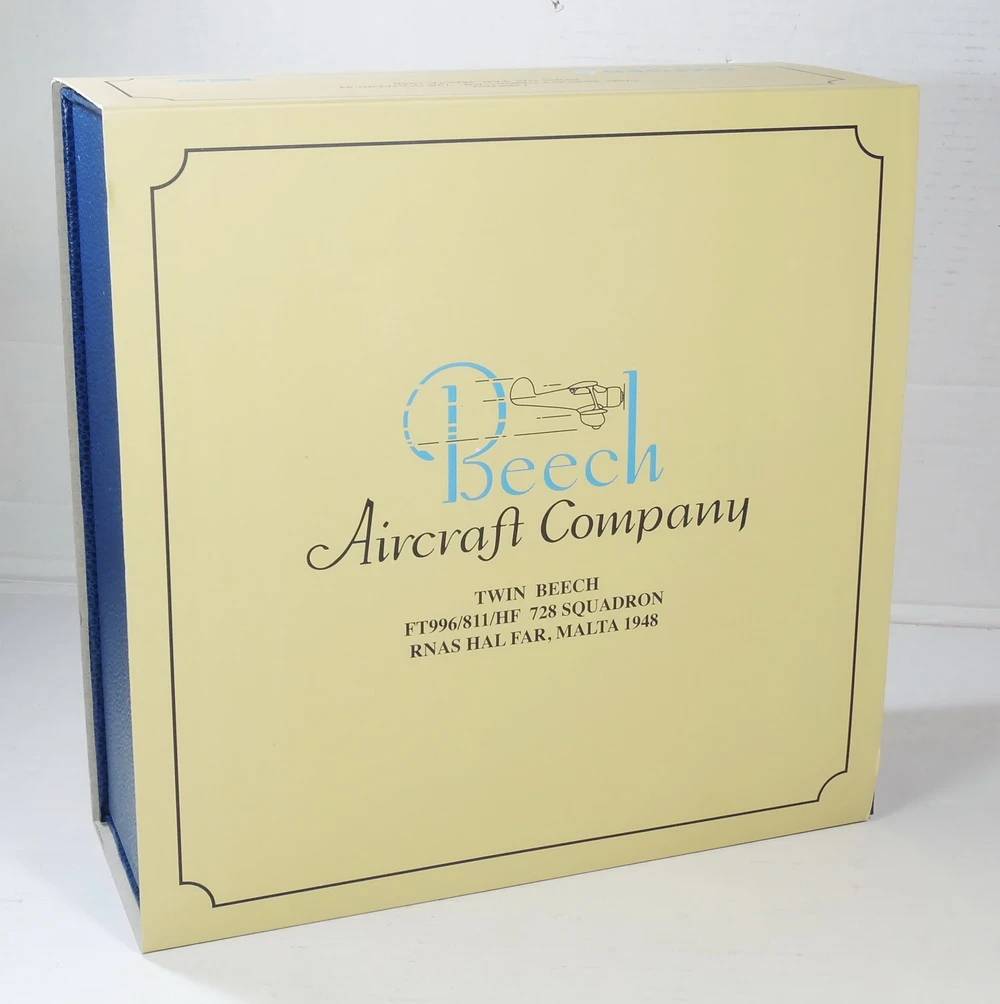 Beech
Aircraft Company
TWIN BEECH
FT996/811/HF 728 SQUADRON
RNAS HAL FAR, MALTA 1948